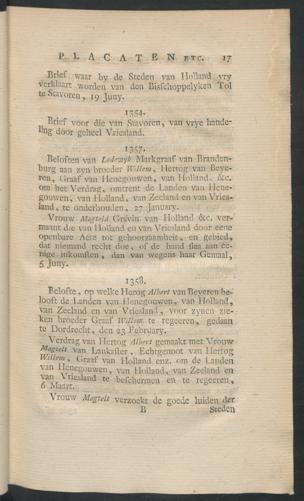 PLACATEN ETC. 17
Brief waar by de Steden van Holland vry
verklaart worden van den Bisschoppelyken Tol
te Stavoren, 19 Juny.
1354.
Brief voor die van Stavoren, van vrye hande-
ling door geheel Vriesland.
1357.
Beloften van Lodewyk Markgraaf van Branden-
burg aan zyn broeder Willem, Hertog van Beye-
ren, Graaf van Henegouwen, van Holland, &c.
om het Verdrag, omtrent de Landen van Hene-
gouwen, van Holland, van Zeeland en van Vries-
land, te onderhouden, 27 January.
Vrouw Magtelt Gravin van Holland &c. ver-
maant die van Holland en van Vriesland door eene
openbare Acte tot gehoorzaamheit, en gebied,
dat niemand recht doe, of de hand sla aan ee-
nige inkomsten, dan van wegens haar Gemaal,
5 Juny.
1358.
Belofte, op welke Hertog Albert van Beyeren be-
looft de Landen van Henegouwen, van Holland,
van Zeeland en van Vriesland, voor zynen zie-
ken broeder Graaf Willem te regeeren, gedaan
te Dordrecht, den 23 February.
Verdrag van Hertog Albert gemaakt met Vrouw
Magtelt van Lankaster, Echtgenoot van Hertog
Willem, Graaf van Holland enz. om de Landen
van Henegouwen, van Holland, van Zeeland en
van Vriesland te beschermen en te regeeren,
6 Maart.
Vrouw Magtelt verzoekt de goede luiden der
B Steden